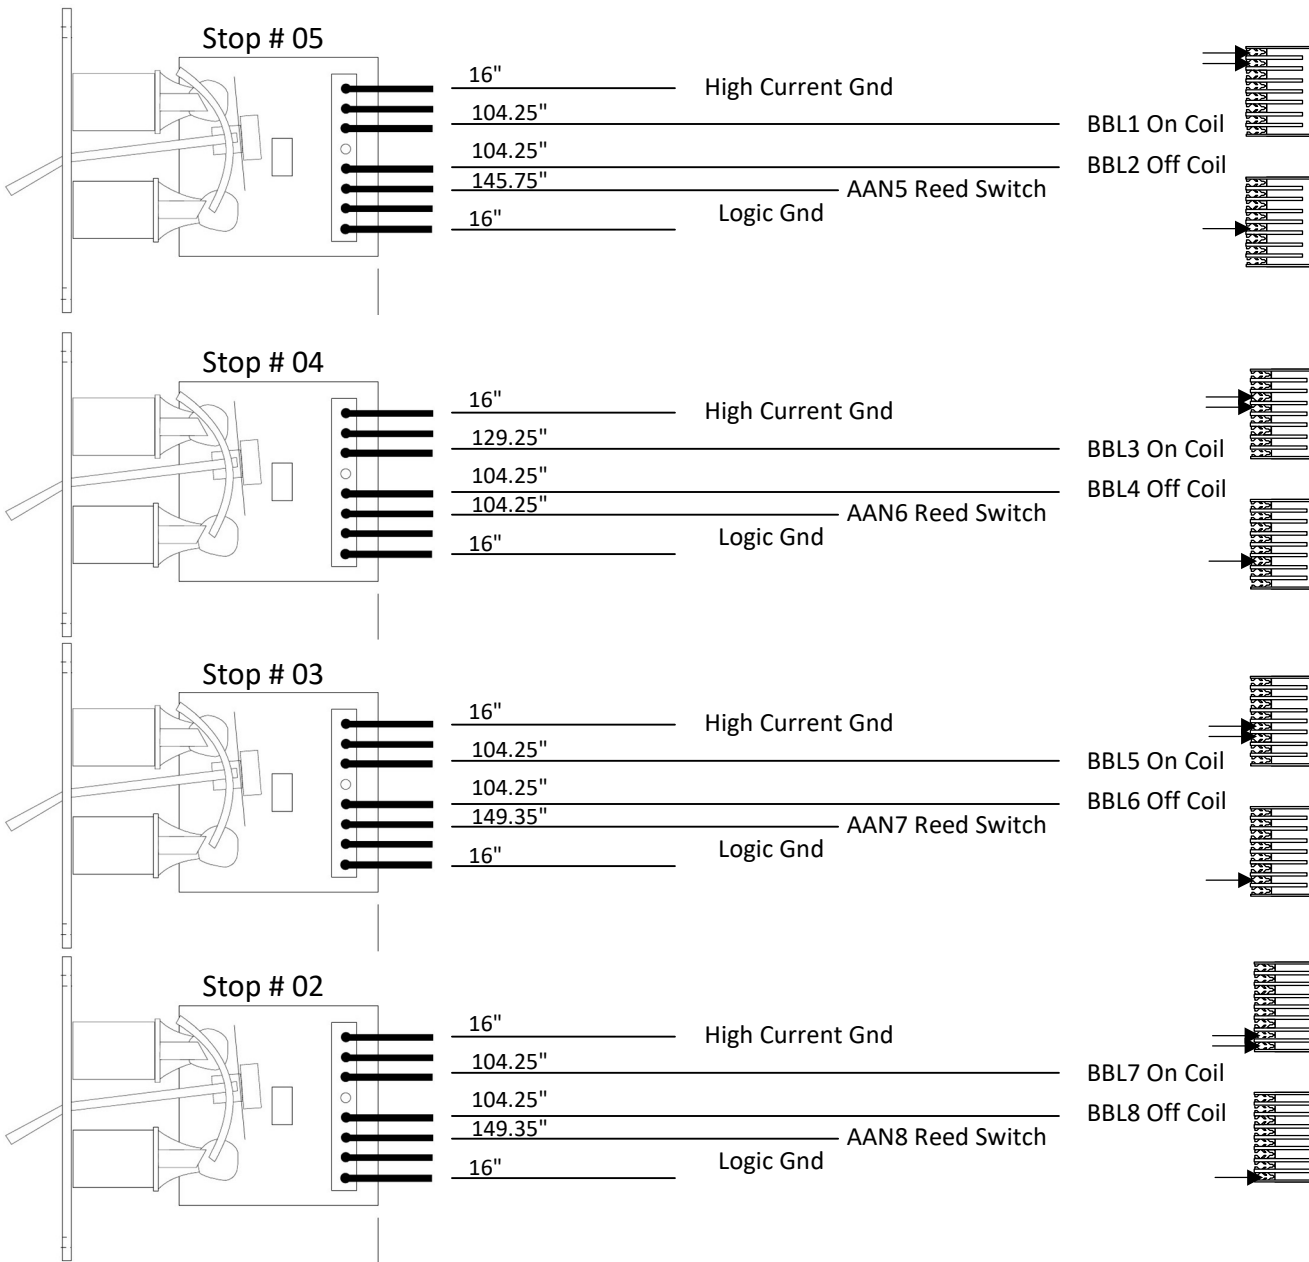 Stop # 05
16"
High Current Gnd
104.25"
BBL1 On Coil
104.25"
BBL2 Off Coil
145.75"
AAN5 Reed Switch
Logic Gnd
16"
Stop # 04
16"
High Current Gnd
129.25"
BBL3 On Coil
104.25"
BBL4 Off Coil
104.25"
AAN6 Reed Switch
Logic Gnd
16"
Stop # 03
16"
High Current Gnd
104.25"
BBL5 On Coil
104.25"
BBL6 Off Coil
149.35"
AAN7 Reed Switch
Logic Gnd
16"
Stop # 02
16"
High Current Gnd
104.25"
BBL7 On Coil
104.25"
BBL8 Off Coil
149.35"
AAN8 Reed Switch
Logic Gnd
16"